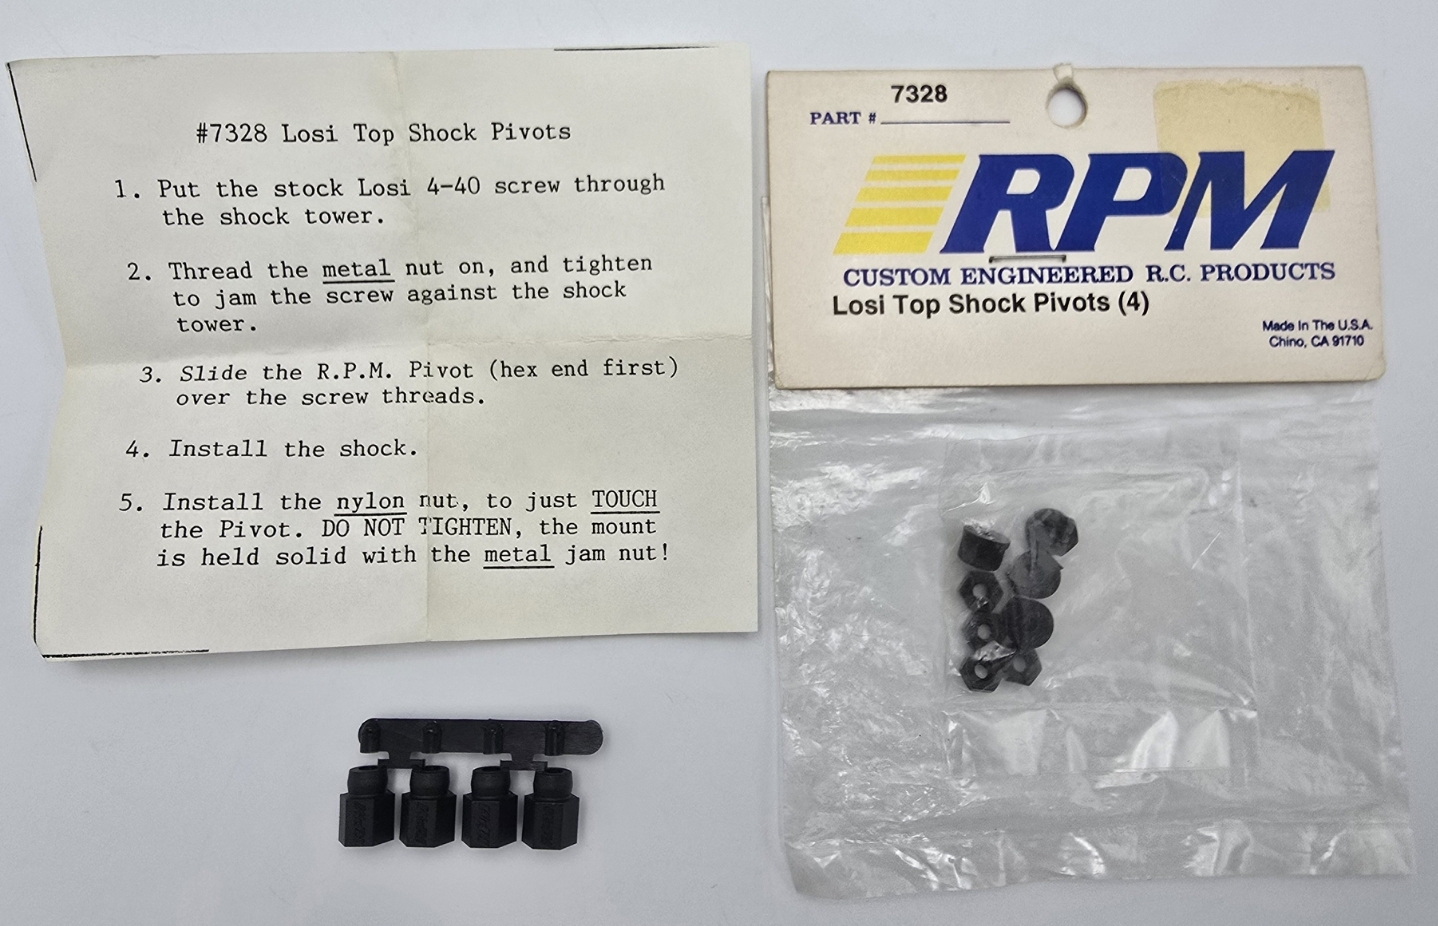 #7328 Losi Top Shock Pivots
1. Put the stock Losi 4-40 screw through
the shock tower.
2. Thread the metal nut on, and tighten
to jam the screw against the shock
tower.
3. Slide the R.P.M. Pivot (hex end first)
over the screw threads.
4. Install the shock.
5. Install the nylon nut, to just TOUCH
the Pivot. DO NOT TIGHTEN, the mount
is held solid with the metal jam nut!
7328
PART #
RPM
CUSTOM ENGINEERED R.C. PRODUCTS
Losi Top Shock Pivots (4)
Made In The U.S.A.
Chino, CA 91710